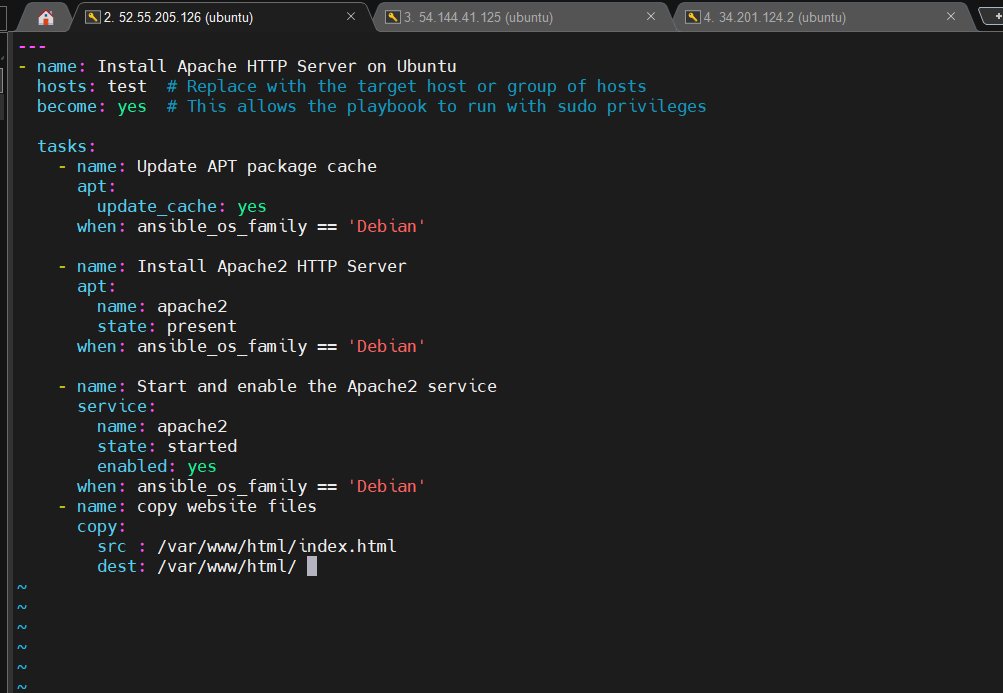 2. 52.55.205.126 (ubuntu)
3. 54.144.41.125 (ubuntu)
4. 34.201.124.2 (ubuntu)
---
- name: Install Apache HTTP Server on Ubuntu
  hosts: test  # Replace with the target host or group of hosts
  become: yes  # This allows the playbook to run with sudo privileges

  tasks:
    - name: Update APT package cache
      apt:
        update_cache: yes
      when: ansible_os_family == 'Debian'

    - name: Install Apache2 HTTP Server
      apt:
        name: apache2
        state: present
      when: ansible_os_family == 'Debian'

    - name: Start and enable the Apache2 service
      service:
        name: apache2
        state: started
        enabled: yes
      when: ansible_os_family == 'Debian'
    - name: copy website files
      copy:
        src : /var/www/html/index.html
        dest: /var/www/html/
~
~
~
~
~
~